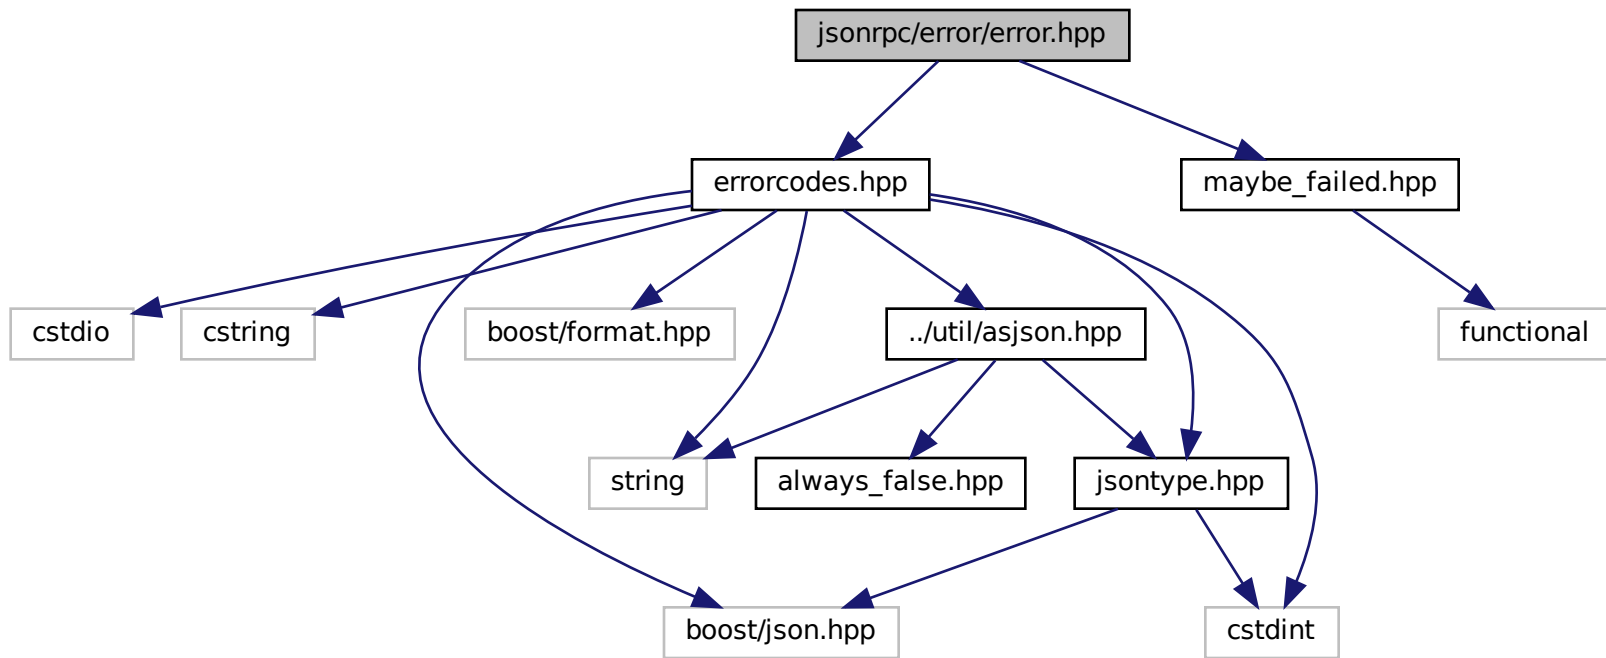 jsonrpc/error/error.hpp
errorcodes.hpp
maybe_failed.hpp
cstdio
cstring
boost/format.hpp
../util/asjson.hpp
functional
string
always_false.hpp
jsontype.hpp
boost/json.hpp
cstdint